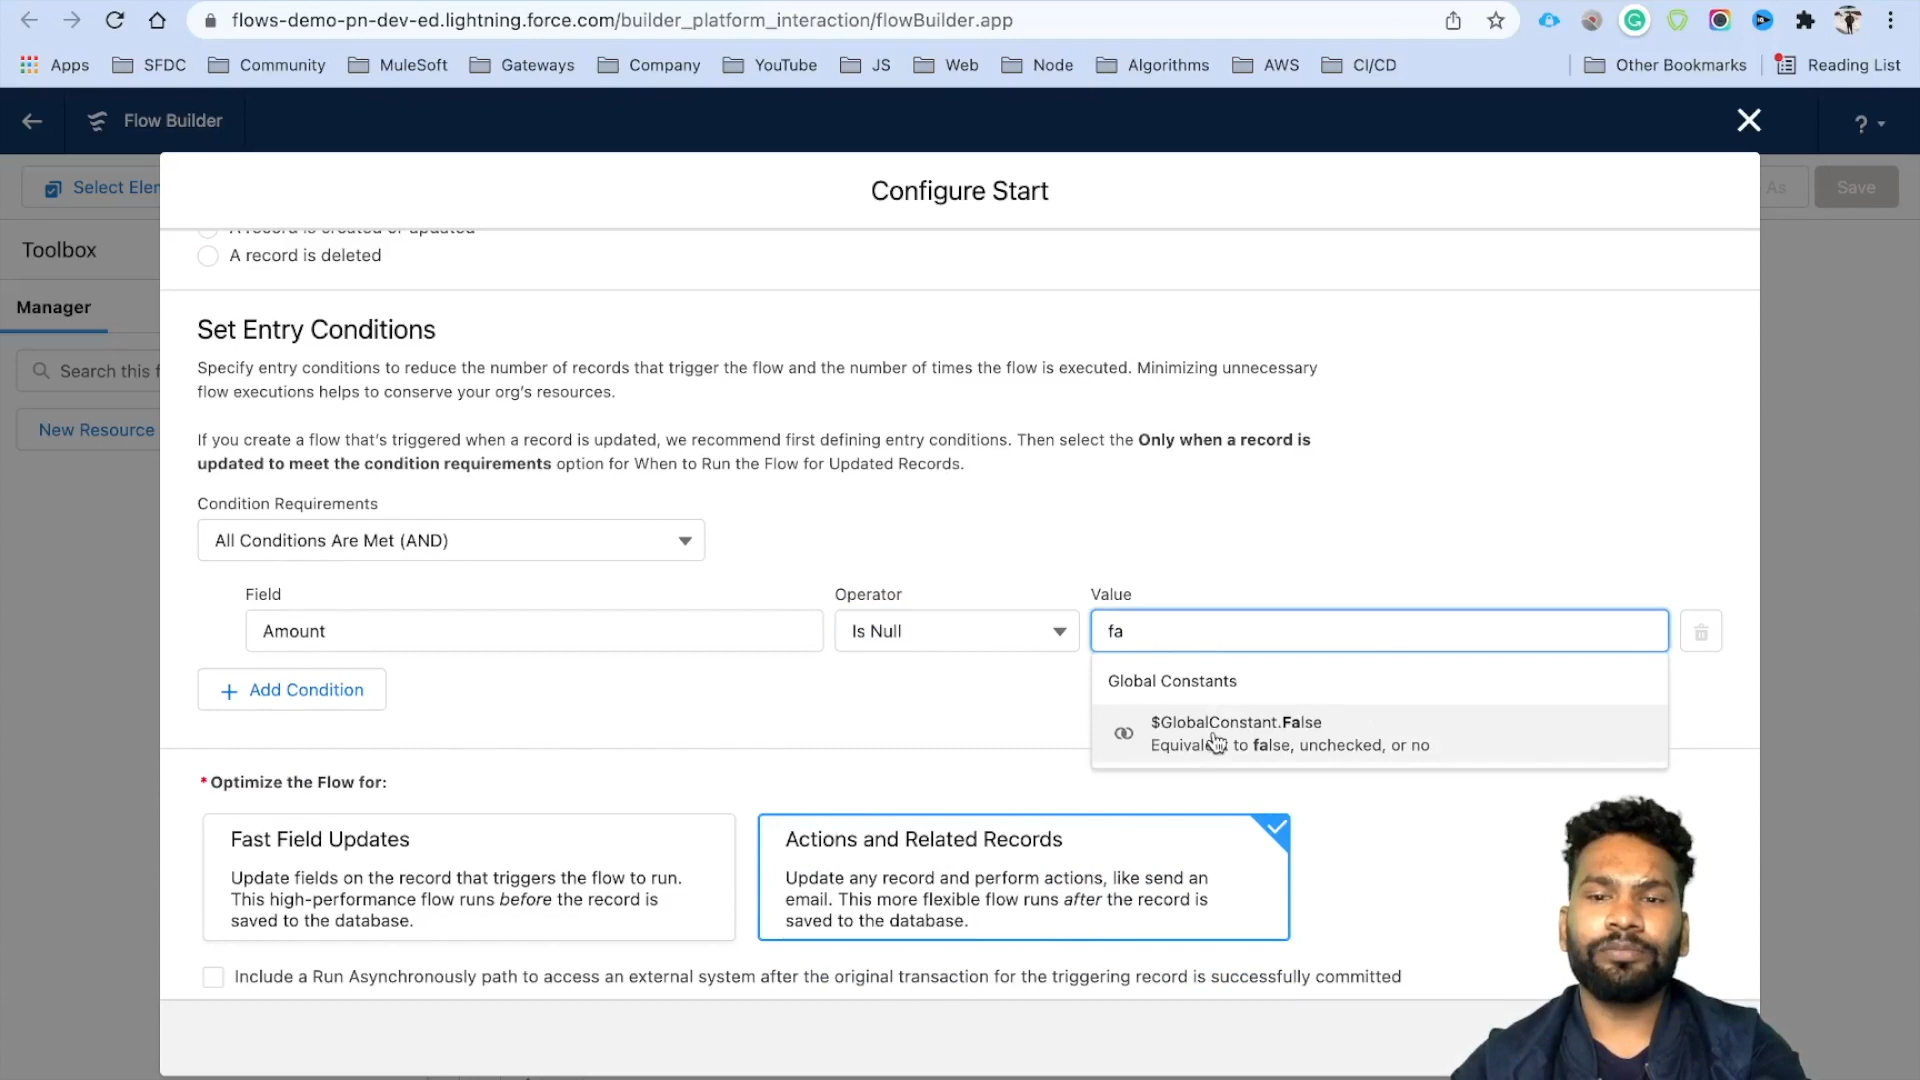 flows-demo-pn-dev-ed.lightning.force.com/builder_platform_interaction/flowBuilder.app
Apps SFDC Community MuleSoft Gateways Company YouTube JS Web Node Algorithms AWS CI/CD Other Bookmarks Reading List
Flow Builder
?
Select Elem
As
Save
Configure Start
Toolbox
A record is created or updated
A record is deleted
Manager
Set Entry Conditions
Specify entry conditions to reduce the number of records that trigger the flow and the number of times the flow is executed. Minimizing unnecessary
flow executions helps to conserve your org's resources.
Search this f
New Resource
If you create a flow that's triggered when a record is updated, we recommend first defining entry conditions. Then select the Only when a record is
updated to meet the condition requirements option for When to Run the Flow for Updated Records.
Condition Requirements
All Conditions Are Met (AND)
Field Operator Value
Amount Is Null fa
+ Add Condition
Global Constants
$GlobalConstant.False
Equivalent to false, unchecked, or no
* Optimize the Flow for:
Fast Field Updates
Update fields on the record that triggers the flow to run.
This high-performance flow runs before the record is
saved to the database.
Actions and Related Records
Update any record and perform actions, like send an
email. This more flexible flow runs after the record is
saved to the database.
Include a Run Asynchronously path to access an external system after the original transaction for the triggering record is successfully committed